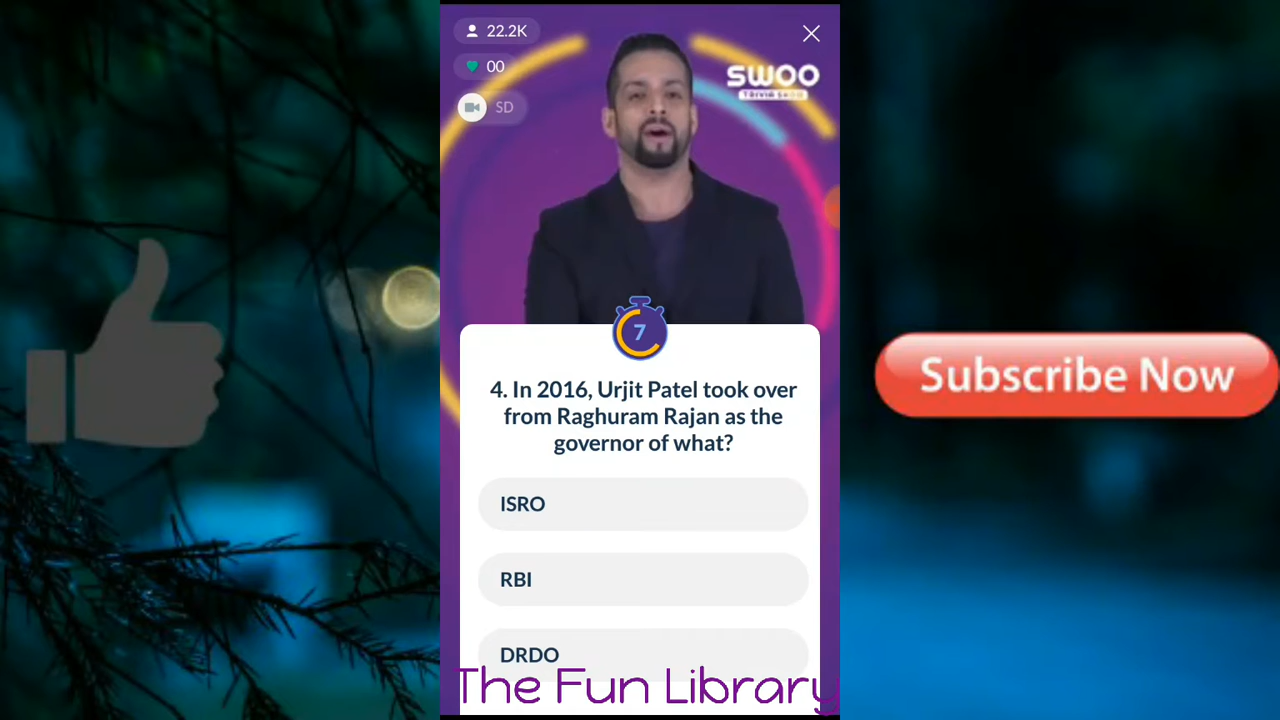 22.2K
00
SD
SWOO
TRIVIA SHOW
7
4. In 2016, Urjit Patel took over
from Raghuram Rajan as the
governor of what?
ISRO
RBI
DRDO
The Fun Library
Subscribe Now